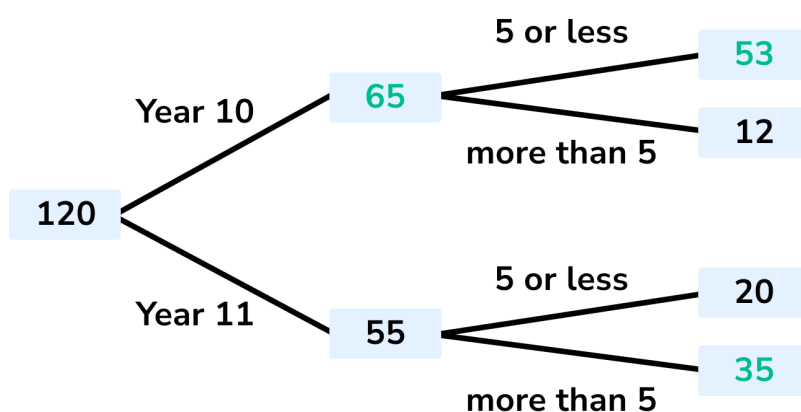 5 or less
53
Year 10
65
12
more than 5
120
5 or less
20
Year 11
55
35
more than 5